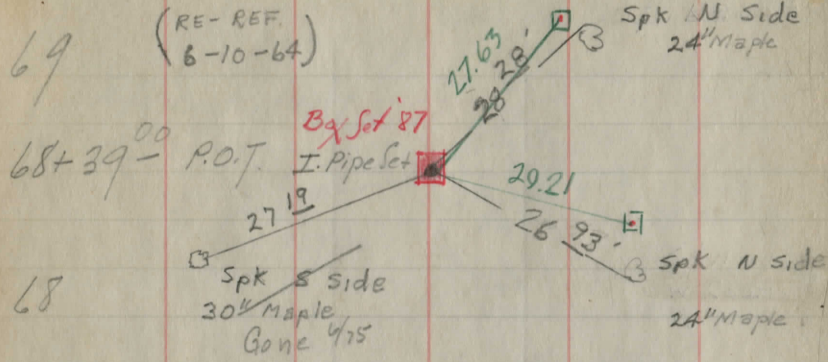 69
(RE-REF.
6-10-64)
27.63
28'
28
Spk N. Side
24" Maple
Box Set '87
68+39⁰⁰ P.O.T. I. Pipe Set
29.21
27 19
26 93'
Spk N Side
24" Maple
68
Spk S Side
30" Maple
Gone 4/75